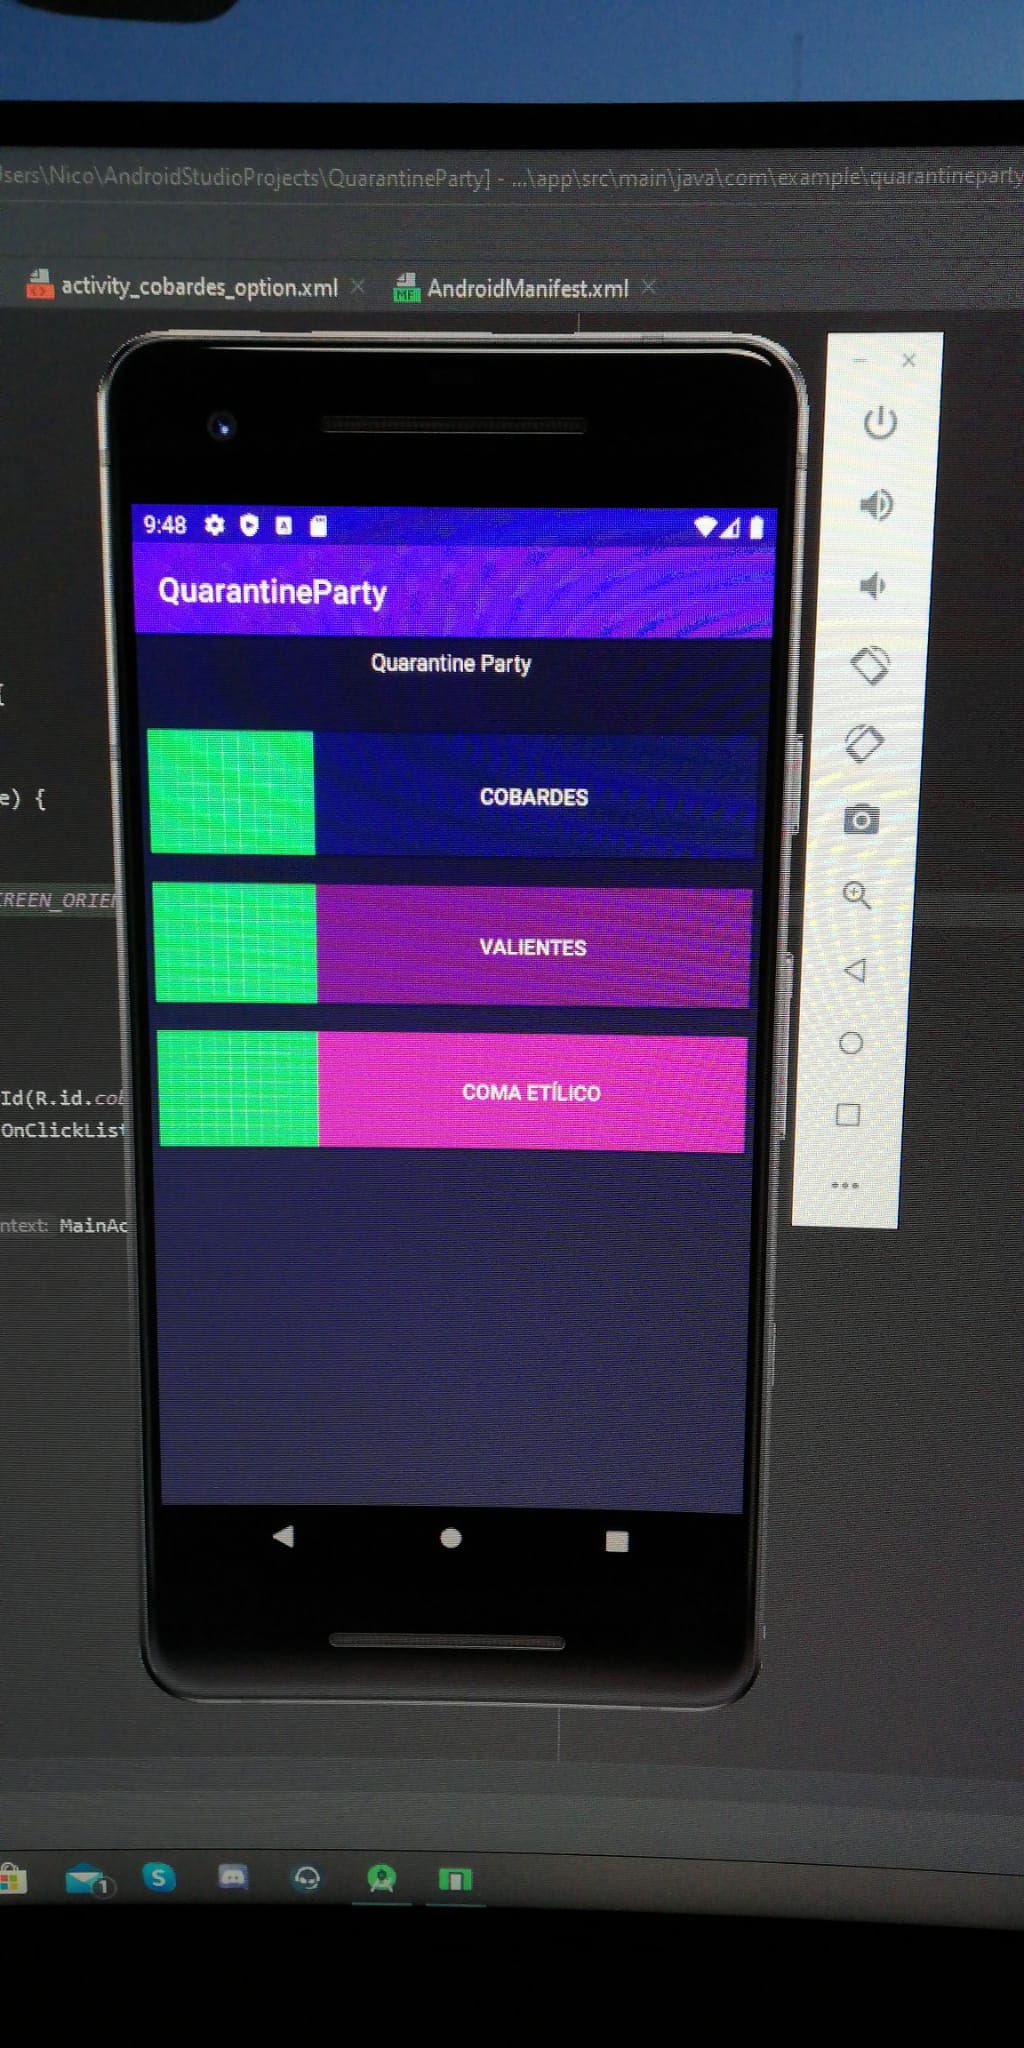 sers\Nico\AndroidStudioProjects\QuarantineParty] - ...\app\src\main\java\com\example\quarantineparty
activity_cobardes_option.xml
MF
AndroidManifest.xml
9:48
A
QuarantineParty
Quarantine Party
COBARDES
e) {
VALIENTES
REEN_ORIEN
COMA ETÍLICO
Id(R.id.cob
OnClickList
ntext: MainAc
1
S